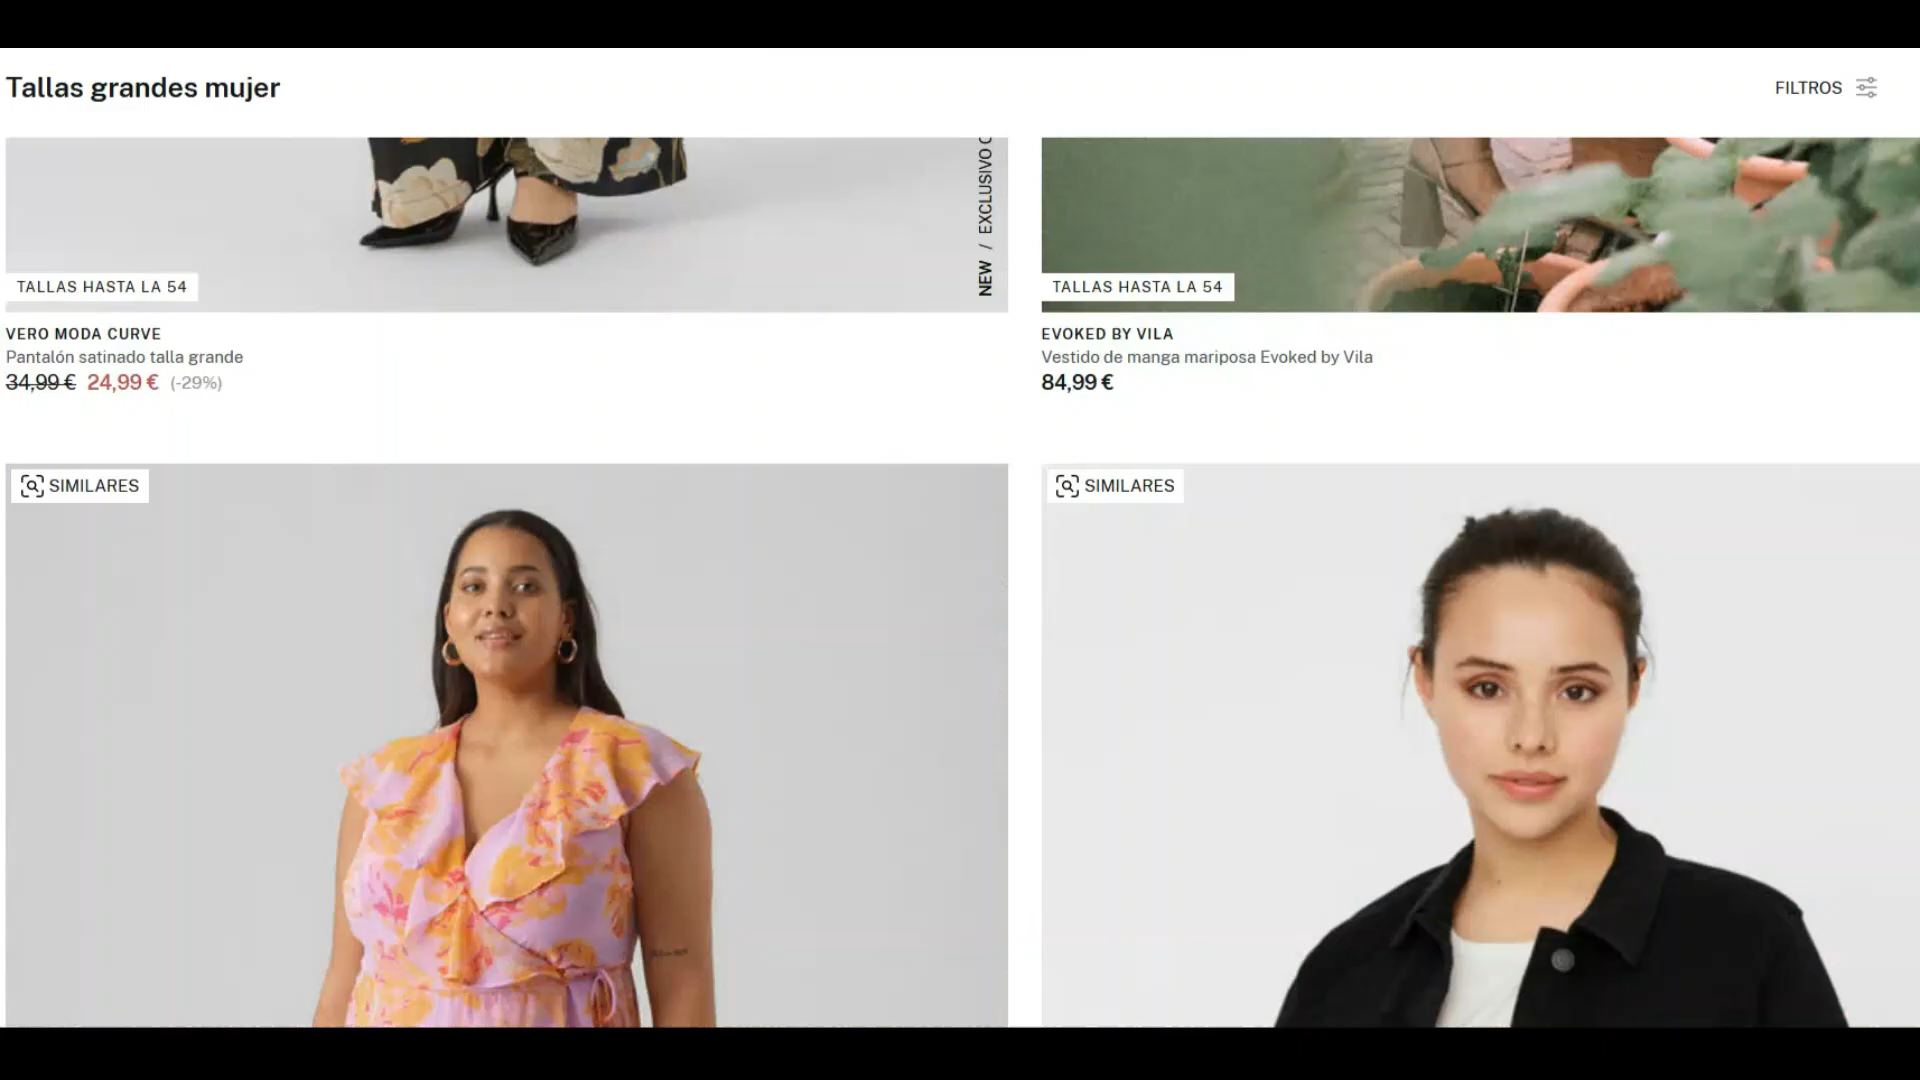 Tallas grandes mujer
FILTROS
NEW / EXCLUSIVO
TALLAS HASTA LA 54
TALLAS HASTA LA 54
VERO MODA CURVE
Pantalón satinado talla grande
34,99 € 24,99 € (-29%)
EVOKED BY VILA
Vestido de manga mariposa Evoked by Vila
84,99 €
SIMILARES
SIMILARES